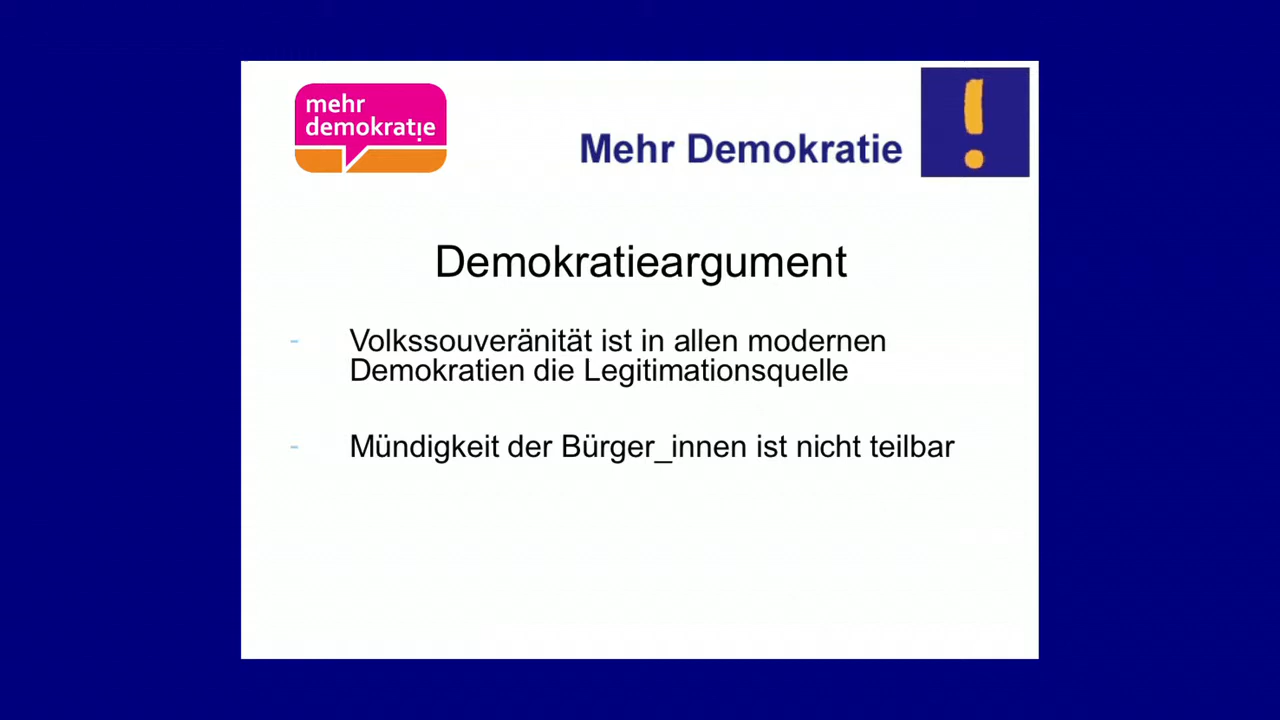 mehr
demokratie
Mehr Demokratie
!
Demokratieargument
- Volkssouveränität ist in allen modernen
Demokratien die Legitimationsquelle
- Mündigkeit der Bürger_innen ist nicht teilbar